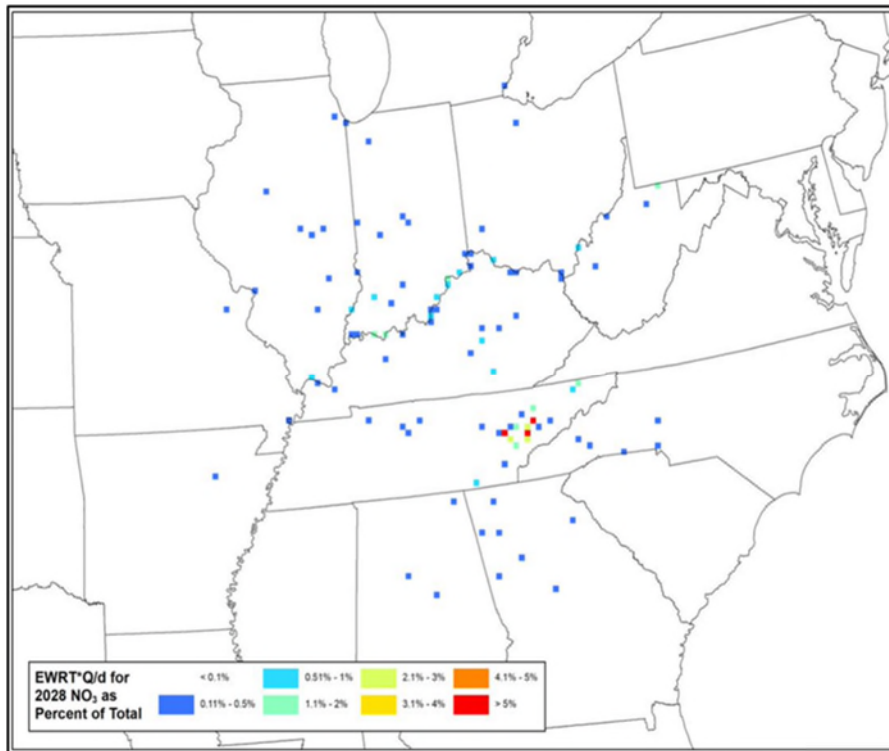 EWRT*Q/d for
2028 NO₃ as
Percent of Total
< 0.1%
0.51% - 1%
2.1% - 3%
4.1% - 5%
0.11% - 0.5%
1.1% - 2%
3.1% - 4%
> 5%